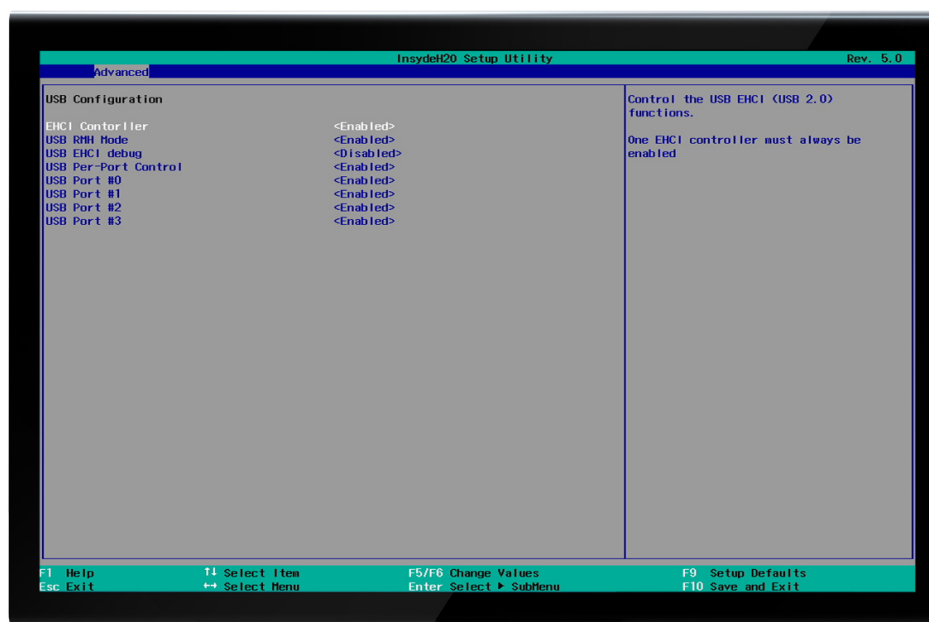 InsydeH20 Setup Utility Rev. 5.0
Advanced
USB Configuration
EHCI Contorller <Enabled>
USB RMH Mode <Enabled>
USB EHCI debug <Disabled>
USB Per-Port Control <Enabled>
USB Port #0 <Enabled>
USB Port #1 <Enabled>
USB Port #2 <Enabled>
USB Port #3 <Enabled>
Control the USB EHCI (USB 2.0)
functions.
One EHCI controller must always be
enabled
F1 Help ↑↓ Select Item F5/F6 Change Values F9 Setup Defaults
Esc Exit ↔ Select Menu Enter Select ▶ SubMenu F10 Save and Exit